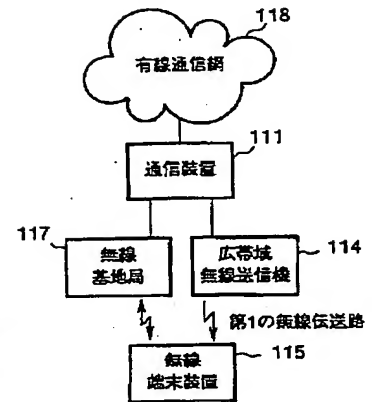 118
有線通信網
111
通信装置
117
無線
基地局
広帯域
無線送信機
114
第1の無線伝送路
無線
端末装置
115